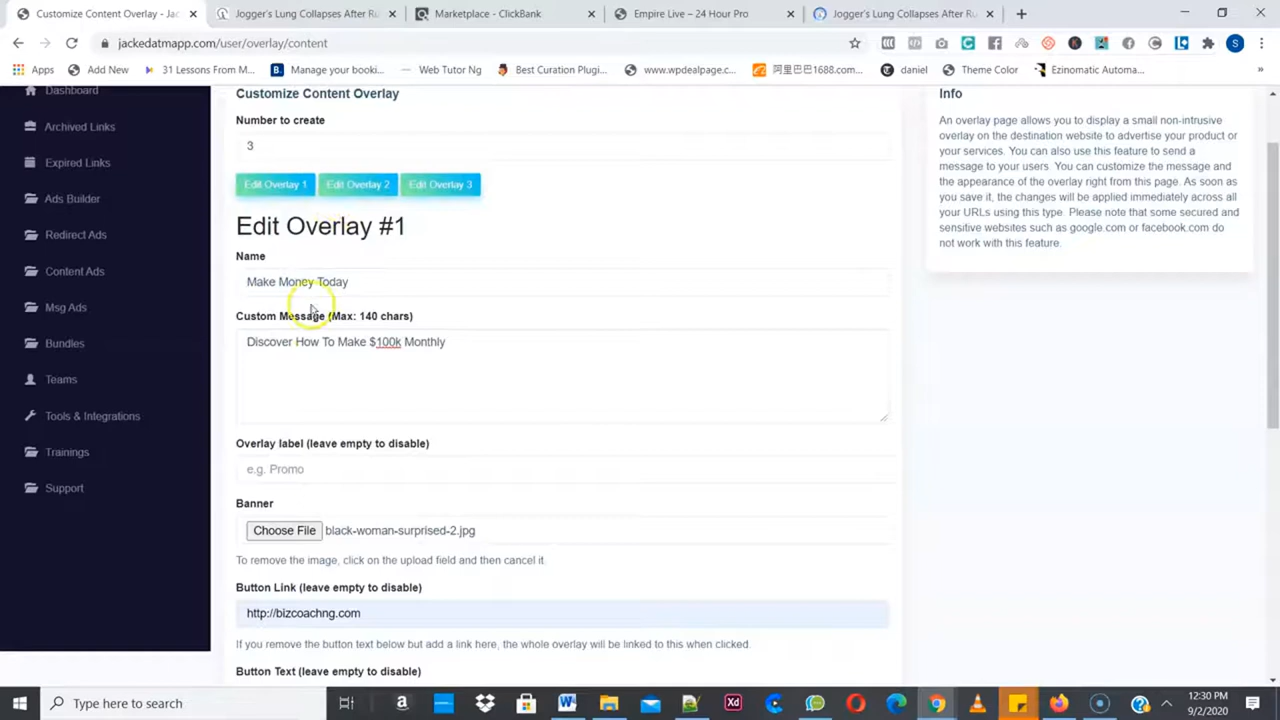 Customize Content Overlay - Jac
Jogger's Lung Collapses After Ru
Marketplace - ClickBank
Empire Live – 24 Hour Pro
Jogger's Lung Collapses After Ru
jackedatmapp.com/user/overlay/content
Apps
Add New
31 Lessons From M...
Manage your booki...
Web Tutor Ng
Best Curation Plugi...
www.wpdealpage.c...
阿里巴巴1688.com...
daniel
Theme Color
Ezinomatic Automa...
Dashboard
Archived Links
Expired Links
Ads Builder
Redirect Ads
Content Ads
Msg Ads
Bundles
Teams
Tools & Integrations
Trainings
Support
Customize Content Overlay
Number to create
3
Edit Overlay 1
Edit Overlay 2
Edit Overlay 3
Edit Overlay #1
Name
Make Money Today
Custom Message (Max: 140 chars)
Discover How To Make $100k Monthly
Overlay label (leave empty to disable)
e.g. Promo
Banner
Choose File black-woman-surprised-2.jpg
To remove the image, click on the upload field and then cancel it.
Button Link (leave empty to disable)
http://bizcoachng.com
If you remove the button text below but add a link here, the whole overlay will be linked to this when clicked.
Button Text (leave empty to disable)
Info
An overlay page allows you to display a small non-intrusive
overlay on the destination website to advertise your product or
your services. You can also use this feature to send a
message to your users. You can customize the message and
the appearance of the overlay right from this page. As soon as
you save it, the changes will be applied immediately across all
your URLs using this type. Please note that some secured and
sensitive websites such as google.com or facebook.com do
not work with this feature.
Type here to search
12:30 PM
9/2/2020